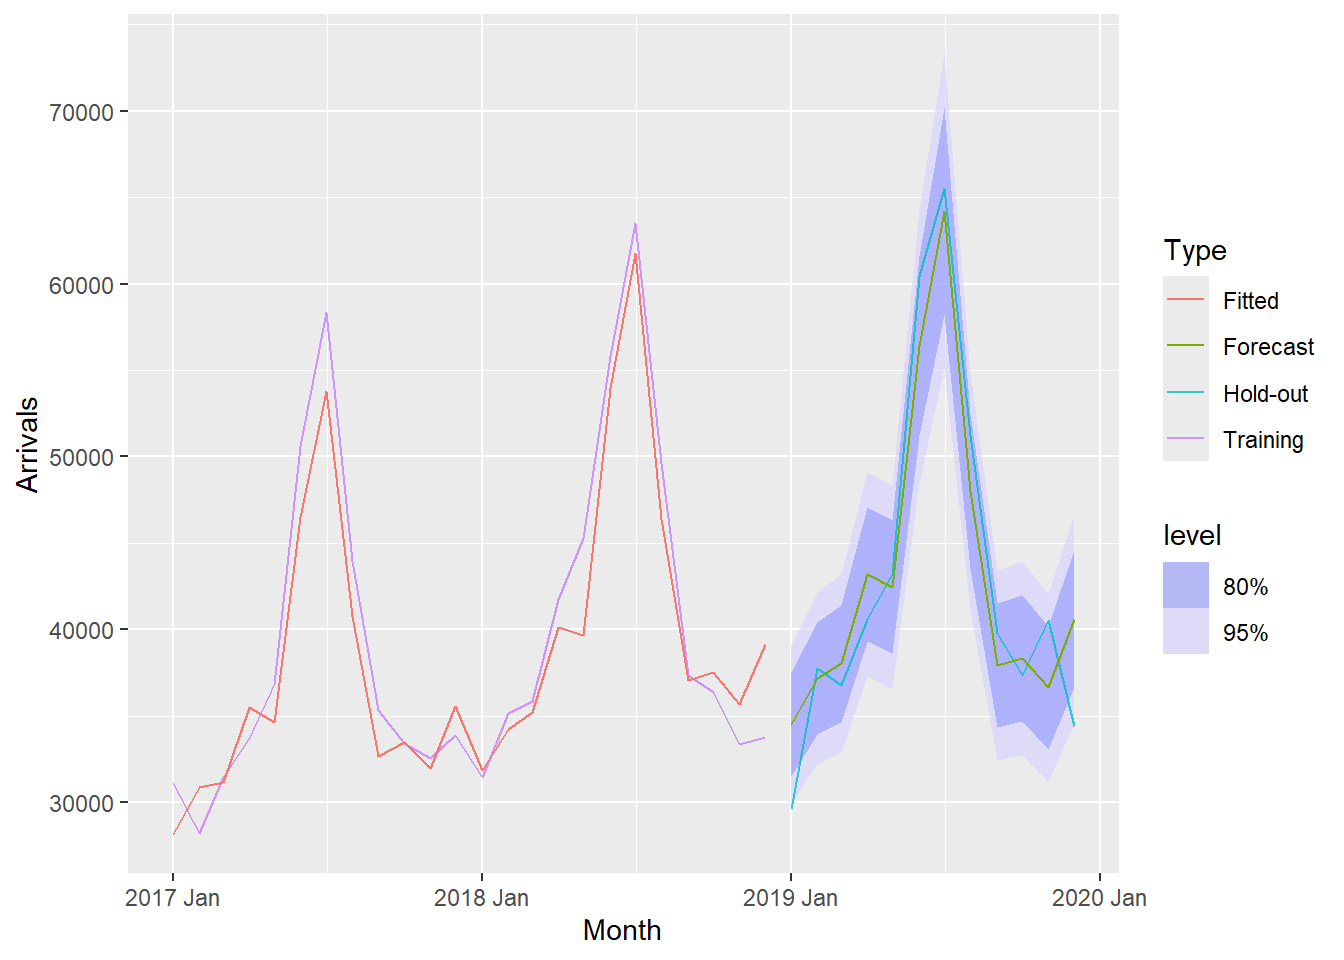 70000
60000
50000
40000
30000
Arrivals
2017 Jan
2018 Jan
2019 Jan
2020 Jan
Month
Type
Fitted
Forecast
Hold-out
Training
level
80%
95%